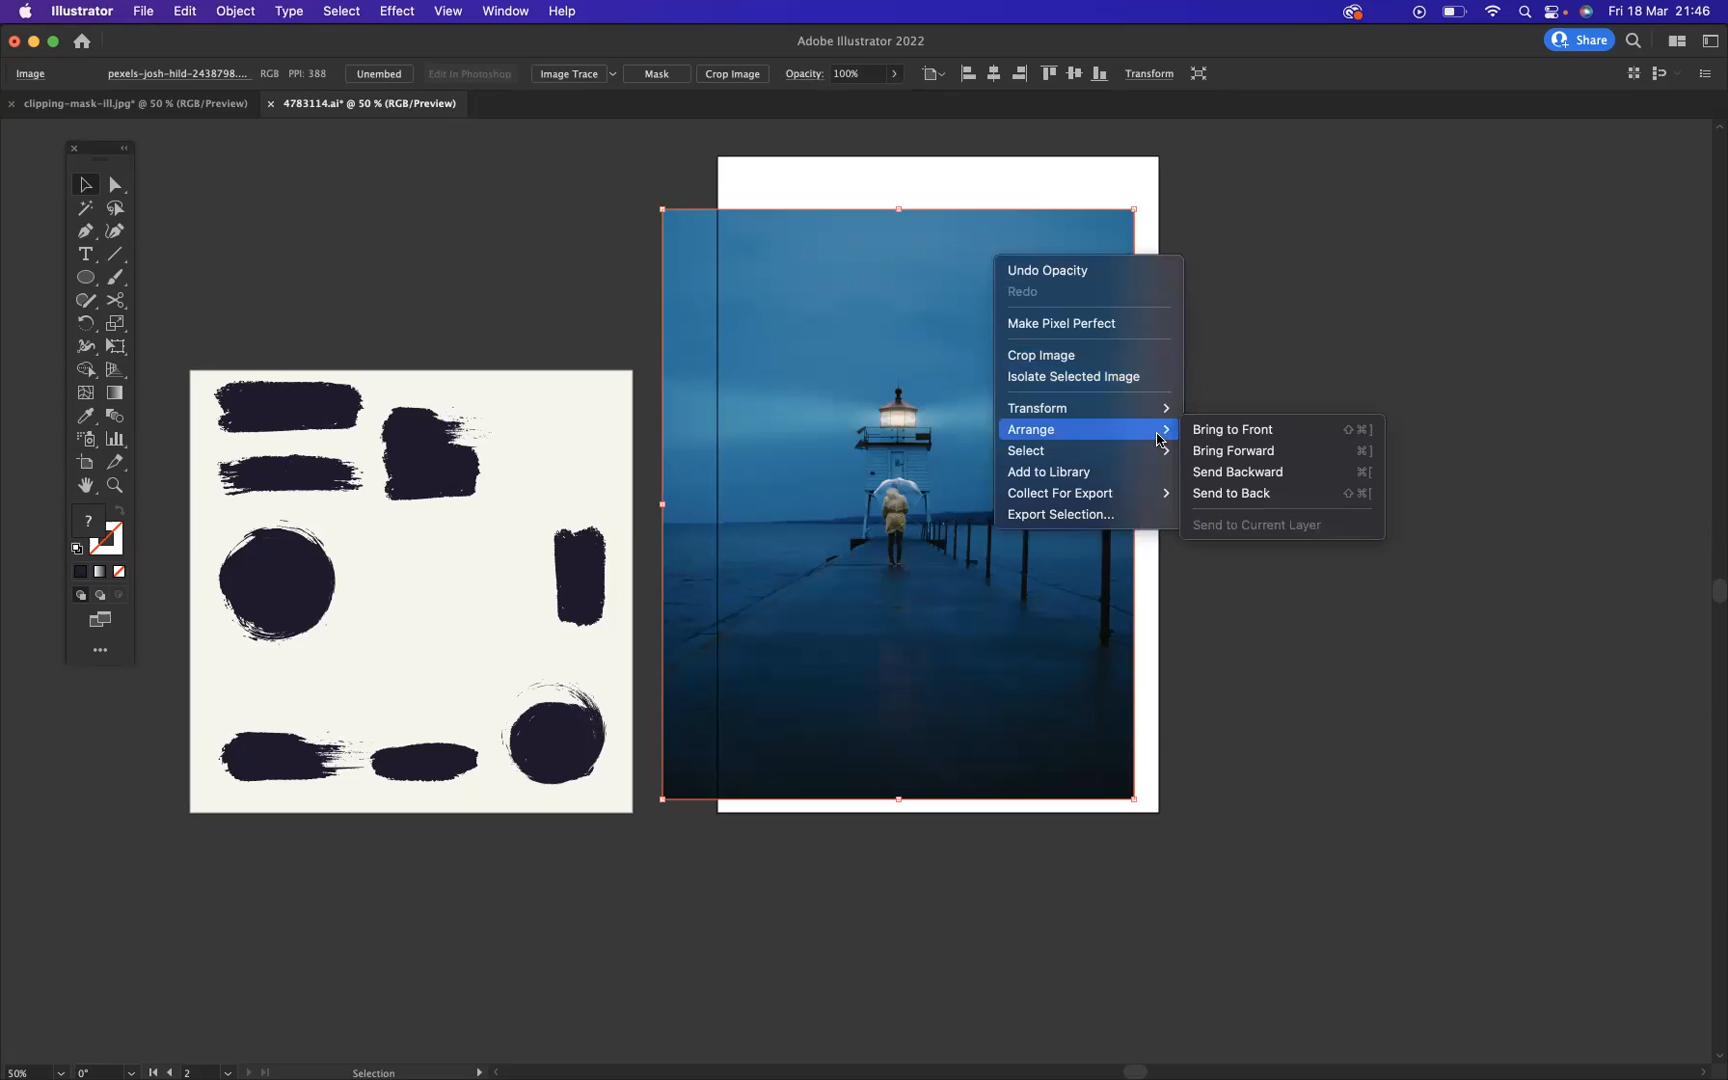 Illustrator File Edit Object Type Select Effect View Window Help Fri 18 Mar 21:46
Adobe Illustrator 2022
Share
Image pexels-josh-hild-2438798.... RGB PPI: 388 Unembed Edit In Photoshop Image Trace Mask Crop Image Opacity: 100% Transform
clipping-mask-ill.jpg* @ 50 % (RGB/Preview) 4783114.ai* @ 50 % (RGB/Preview)
Undo Opacity
Redo
Make Pixel Perfect
Crop Image
Isolate Selected Image
Transform
Arrange
Select
Add to Library
Collect For Export
Export Selection...
Bring to Front ⇧⌘]
Bring Forward ⌘]
Send Backward ⌘[
Send to Back ⇧⌘[
Send to Current Layer
?
50% 0° 2 Selection